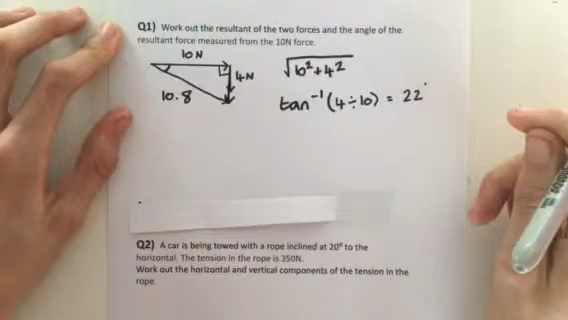 Q1) Work out the resultant of the two forces and the angle of the
resultant force measured from the 10N force.
10N
4N
10.8
√10²+4²
tan⁻¹(4÷10) = 22°
Q2) A car is being towed with a rope inclined at 20° to the
horizontal. The tension in the rope is 350N.
Work out the horizontal and vertical components of the tension in the
rope.